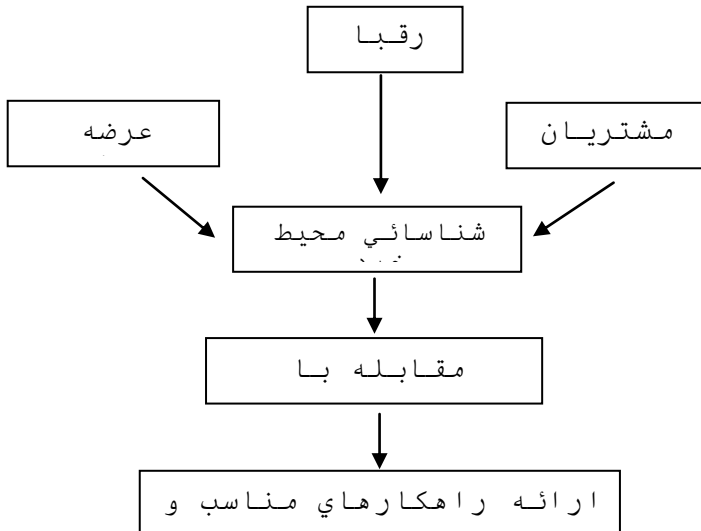 رقبا
عرضه
مشتريان
شناسائي محيط
مقابله با
ارائه راهكارهاي مناسب و